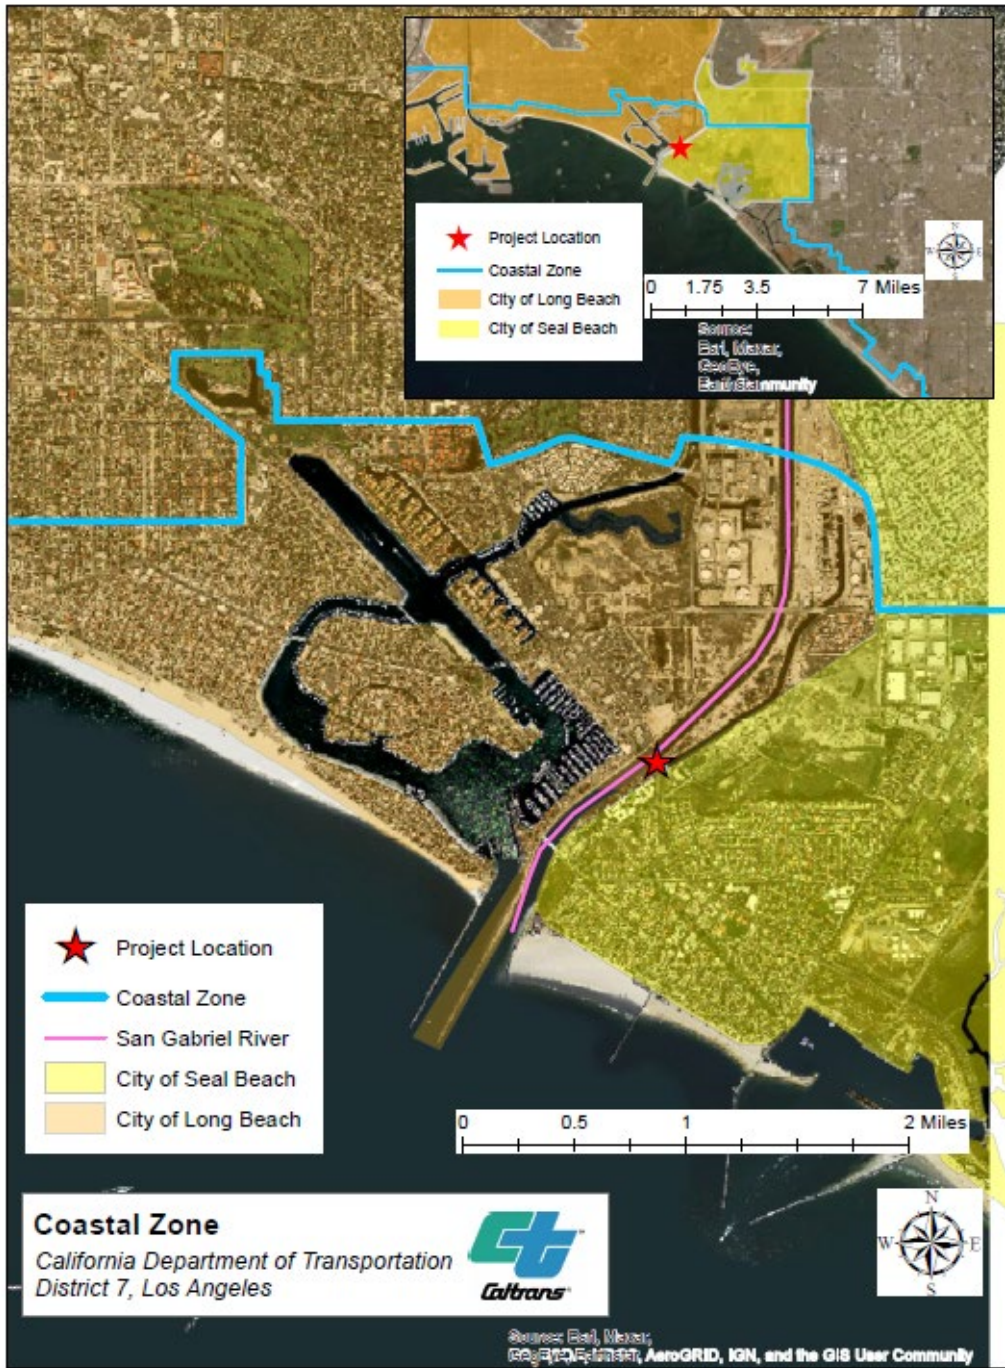 N
W E
S
Project Location
Coastal Zone
City of Long Beach
City of Seal Beach
0 1.75 3.5 7 Miles
Source:
Esri, Maxar,
GeoEye,
Project Location
Coastal Zone
San Gabriel River
City of Seal Beach
City of Long Beach
0 0.5 1 2 Miles
Coastal Zone
California Department of Transportation
District 7, Los Angeles
Ct
Caltrans
N
W E
S
Source: Esri, Maxar,
AeroGRID, IGN, and the GIS User Community